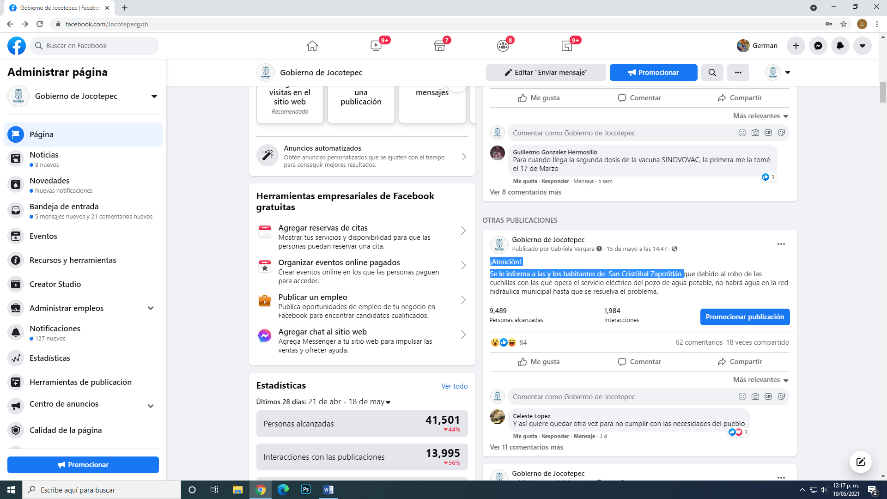 Gobierno de Jocotepec | Faceb
facebook.com/Jocotepecgob
Buscar en Facebook
9+
7
8
9+
German
Administrar página
Gobierno de Jocotepec
Página
Noticias
8 nuevos
Novedades
Nuevas notificaciones
Bandeja de entrada
5 mensajes nuevos y 21 comentarios nuevos
Eventos
Recursos y herramientas
Creator Studio
Administrar empleos
Notificaciones
127 nuevos
Estadísticas
Herramientas de publicación
Centro de anuncios
Calidad de la página
Promocionar
Gobierno de Jocotepec
Editar "Enviar mensaje"
Promocionar
visitas en el
sitio web
Recomendado
una
publicación
mensajes
Anuncios automatizados
Obtén anuncios personalizados que se ajusten con el tiempo
para conseguir mejores resultados.
Herramientas empresariales de Facebook
gratuitas
Agregar reservas de citas
Mostrar tus servicios y disponibilidad para que las
personas puedan reservar una cita.
Organizar eventos online pagados
Crear eventos online en los que las personas paguen
para acceder.
Publicar un empleo
Publica oportunidades de empleo de tu negocio en
Facebook para encontrar candidatos calificados.
Agregar chat al sitio web
Agrega Messenger a tu sitio web para impulsar las
ventas y ofrecer ayuda.
Estadísticas
Ver todo
Últimos 28 días: 21 de abr - 18 de may
Personas alcanzadas
41,501
44%
Interacciones con las publicaciones
13,995
56%
Me gusta
Comentar
Compartir
Más relevantes
Comentar como Gobierno de Jocotepec
Guillermo Gonzalez Hermosillo
Para cuando llega la segunda dosis de la vacuna SINOVOVAC, la primera me la tomé
el 17 de Marzo
3
Me gusta · Responder · Mensaje · 5 sem
Ver 8 comentarios más
OTRAS PUBLICACIONES
Gobierno de Jocotepec
Publicado por Gabriela Vergara · 15 de mayo a las 14:47 ·
¡Atención!
Se le informa a las y los habitantes de San Cristóbal Zapotitlán que debido al robo de las
cuchillas con las que opera el servicio eléctrico del pozo de agua potable, no habrá agua en la red
hidráulica municipal hasta que se resuelva el problema.
9,489
Personas alcanzadas
1,984
Interacciones
Promocionar publicación
84
62 comentarios 18 veces compartido
Me gusta
Comentar
Compartir
Más relevantes
Comentar como Gobierno de Jocotepec
Celeste Lopez
Y así quiere quedar otra vez para no cumplir con las necesidades del pueblo
3
Me gusta · Responder · Mensaje · 3 d
Ver 11 comentarios más
Gobierno de Jocotepec
Escribe aquí para buscar
12:17 p. m.
19/05/2021